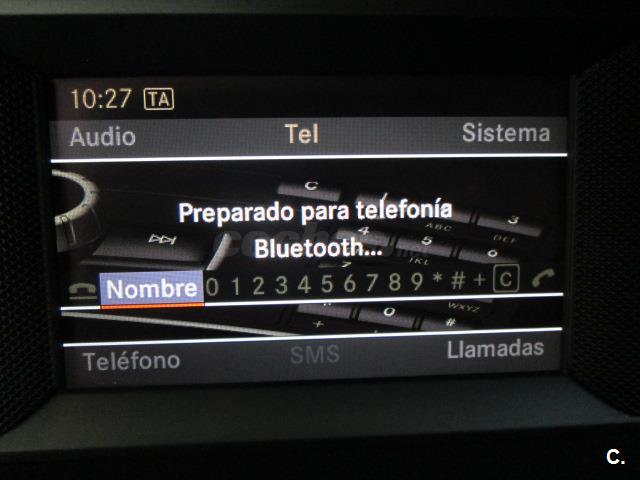 10:27 TA
Audio Tel Sistema
Preparado para telefonía
Bluetooth...
Nombre 0 1 2 3 4 5 6 7 8 9 * # + C
Teléfono SMS Llamadas
C.